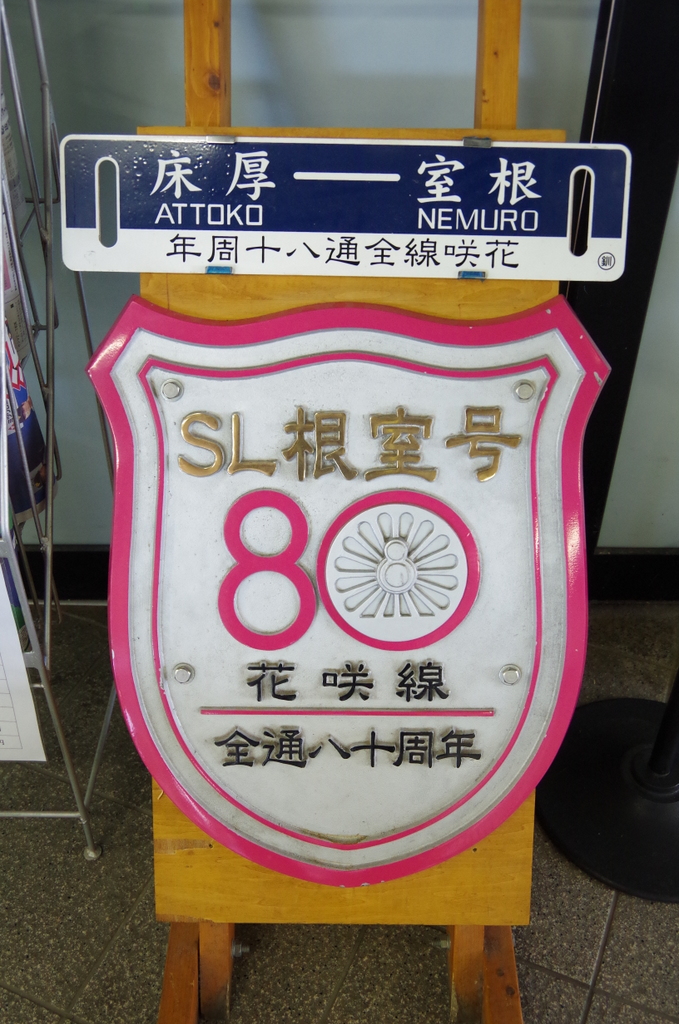 根室 — 厚床
ATTOKO NEMURO
花咲線全通八十周年
釧
SL根室号
80
花咲線
全通八十周年